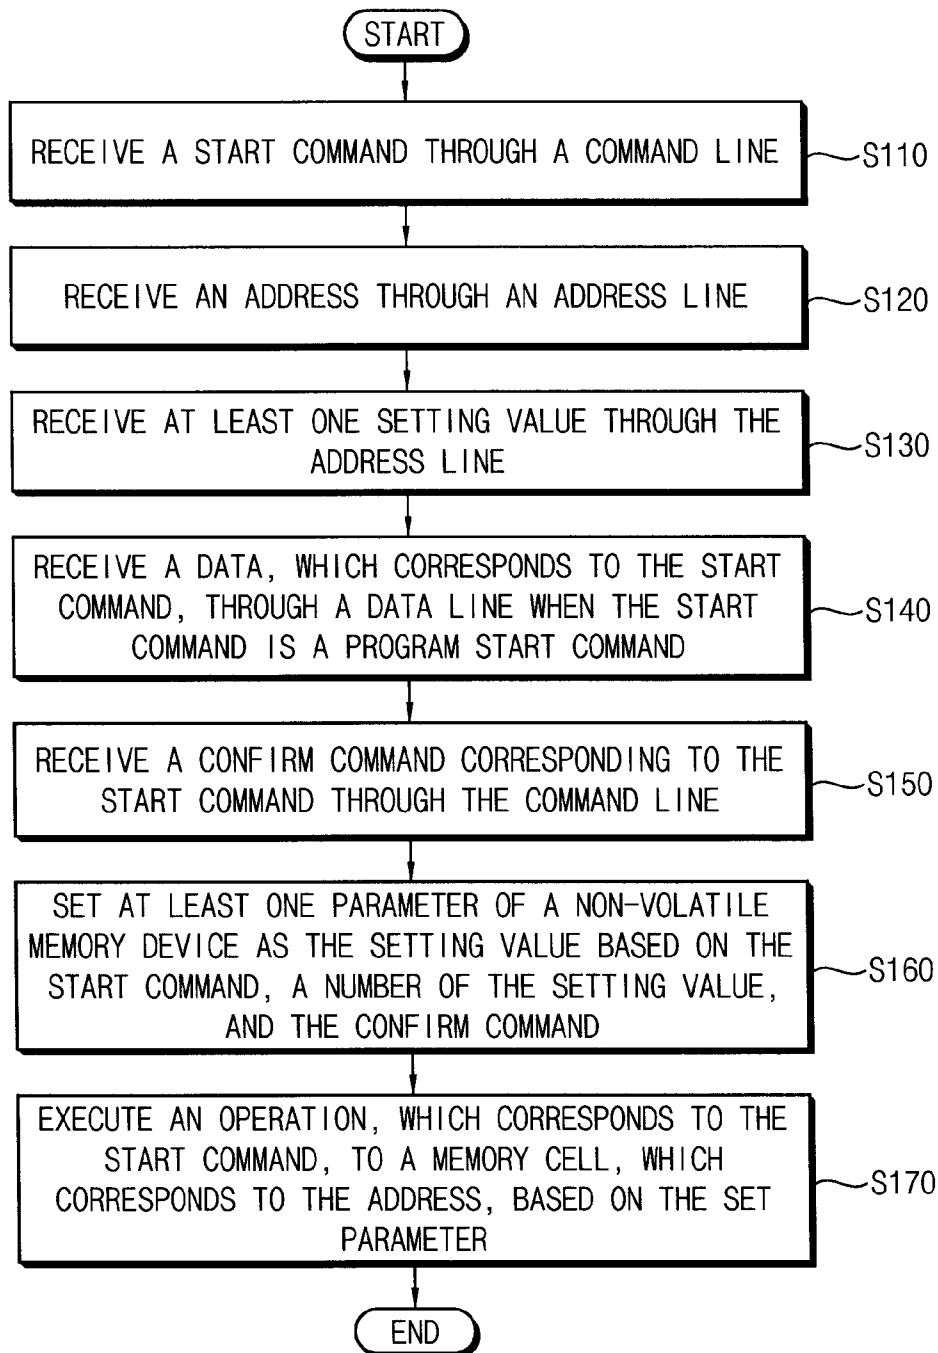 START
RECEIVE A START COMMAND THROUGH A COMMAND LINE
S110
RECEIVE AN ADDRESS THROUGH AN ADDRESS LINE
S120
RECEIVE AT LEAST ONE SETTING VALUE THROUGH THE
ADDRESS LINE
S130
RECEIVE A DATA, WHICH CORRESPONDS TO THE START
COMMAND, THROUGH A DATA LINE WHEN THE START
COMMAND IS A PROGRAM START COMMAND
S140
RECEIVE A CONFIRM COMMAND CORRESPONDING TO THE
START COMMAND THROUGH THE COMMAND LINE
S150
SET AT LEAST ONE PARAMETER OF A NON-VOLATILE
MEMORY DEVICE AS THE SETTING VALUE BASED ON THE
START COMMAND, A NUMBER OF THE SETTING VALUE,
AND THE CONFIRM COMMAND
S160
EXECUTE AN OPERATION, WHICH CORRESPONDS TO THE
START COMMAND, TO A MEMORY CELL, WHICH
CORRESPONDS TO THE ADDRESS, BASED ON THE SET
PARAMETER
S170
END